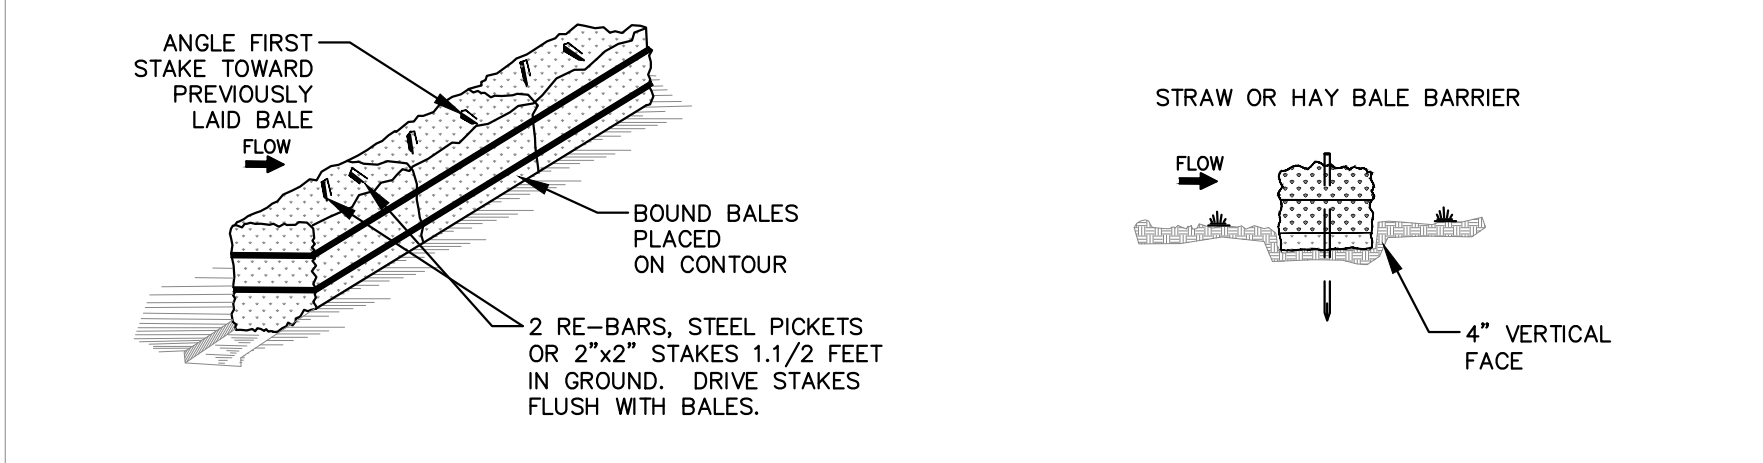 ANGLE FIRST
STAKE TOWARD
PREVIOUSLY
LAID BALE
FLOW
BOUND BALES
PLACED
ON CONTOUR
2 RE-BARS, STEEL PICKETS
OR 2"x2" STAKES 1.1/2 FEET
IN GROUND. DRIVE STAKES
FLUSH WITH BALES.
STRAW OR HAY BALE BARRIER
FLOW
4" VERTICAL
FACE